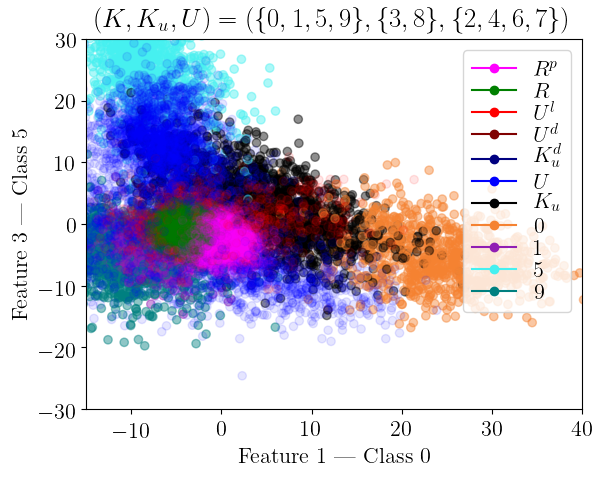 (K, K_u, U) = ({0, 1, 5, 9}, {3, 8}, {2, 4, 6, 7})
30
20
10
0
−10
−20
−30
−10
0
10
20
30
40
Feature 3 — Class 5
Feature 1 — Class 0
R^p
R
U^l
U^d
K_u^d
U
K_u
0
1
5
9